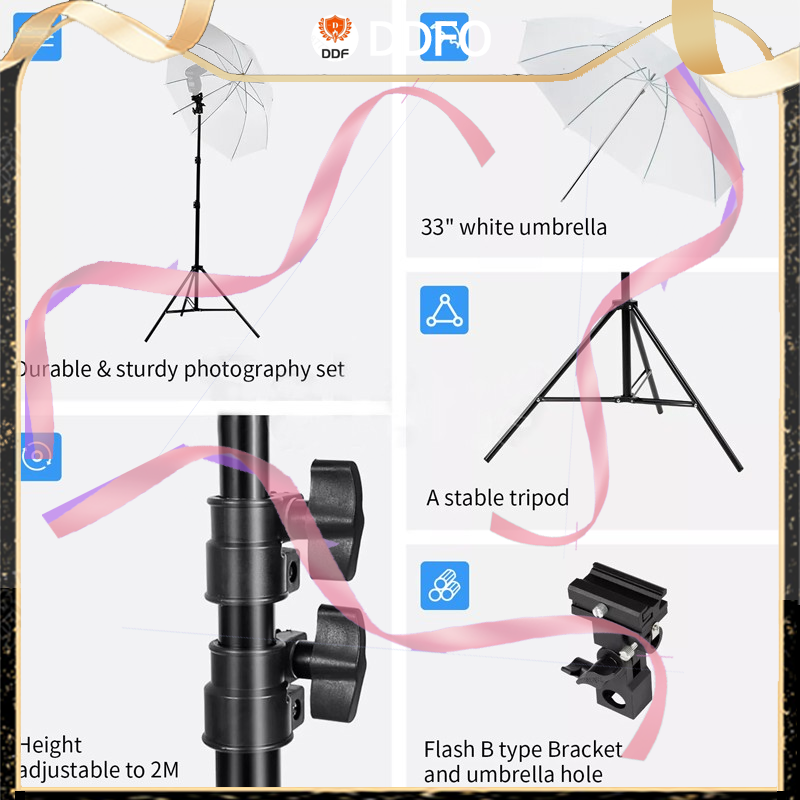 DDF
DDFO
33" white umbrella
Durable & sturdy photography set
A stable tripod
Height
adjustable to 2M
Flash B type Bracket
and umbrella hole